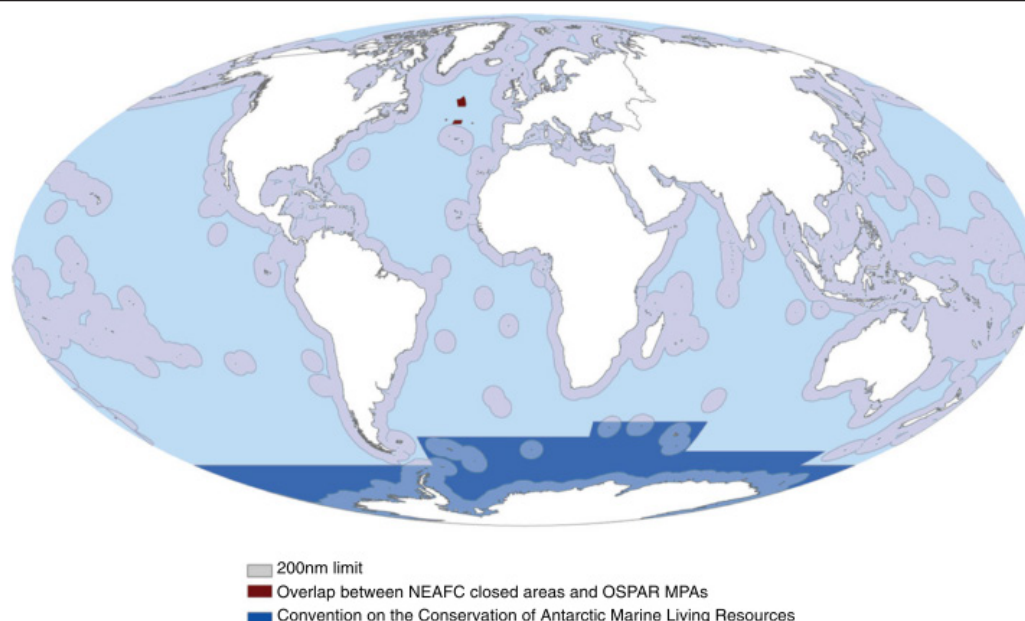 200nm limit
Overlap between NEAFC closed areas and OSPAR MPAs
Convention on the Conservation of Antarctic Marine Living Resources